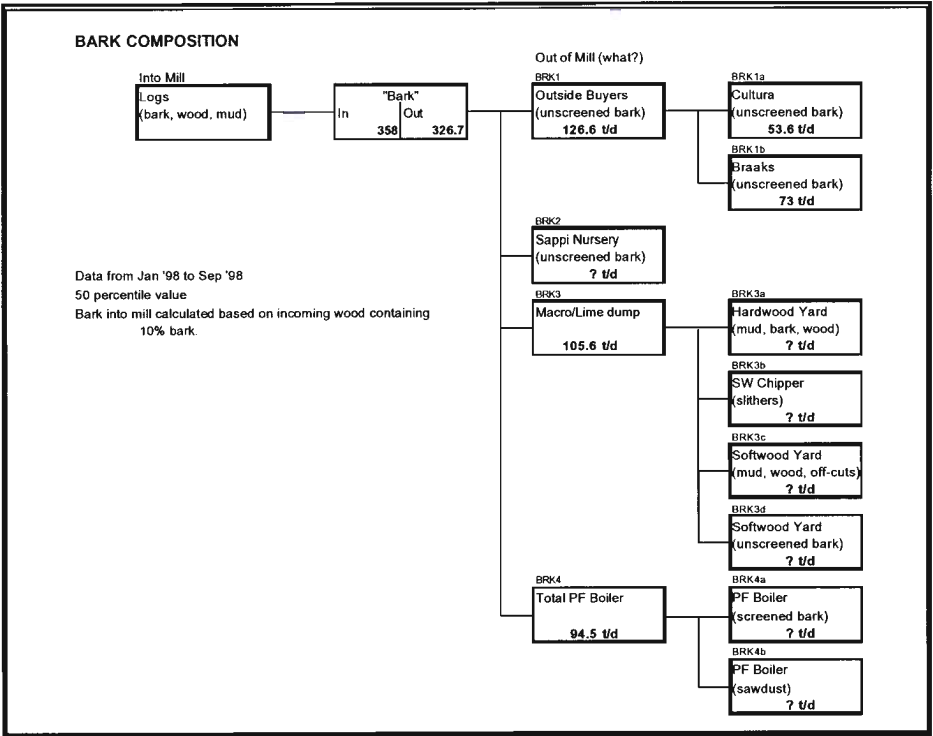 BARK COMPOSITION
Out of Mill (what?)
Into Mill
Logs
(bark, wood, mud)
"Bark"
In
Out
358
326.7
BRK1
Outside Buyers
(unscreened bark)
126.6 t/d
BRK1a
Cultura
(unscreened bark)
53.6 t/d
BRK1b
Braaks
(unscreened bark)
73 t/d
BRK2
Sappi Nursery
(unscreened bark)
? t/d
Data from Jan '98 to Sep '98
50 percentile value
Bark into mill calculated based on incoming wood containing
10% bark.
BRK3
Macro/Lime dump
105.6 t/d
BRK3a
Hardwood Yard
(mud, bark, wood)
? t/d
BRK3b
SW Chipper
(slithers)
? t/d
BRK3c
Softwood Yard
(mud, wood, off-cuts)
? t/d
BRK3d
Softwood Yard
(unscreened bark)
? t/d
BRK4
Total PF Boiler
94.5 t/d
BRK4a
PF Boiler
(screened bark)
? t/d
BRK4b
PF Boiler
(sawdust)
? t/d